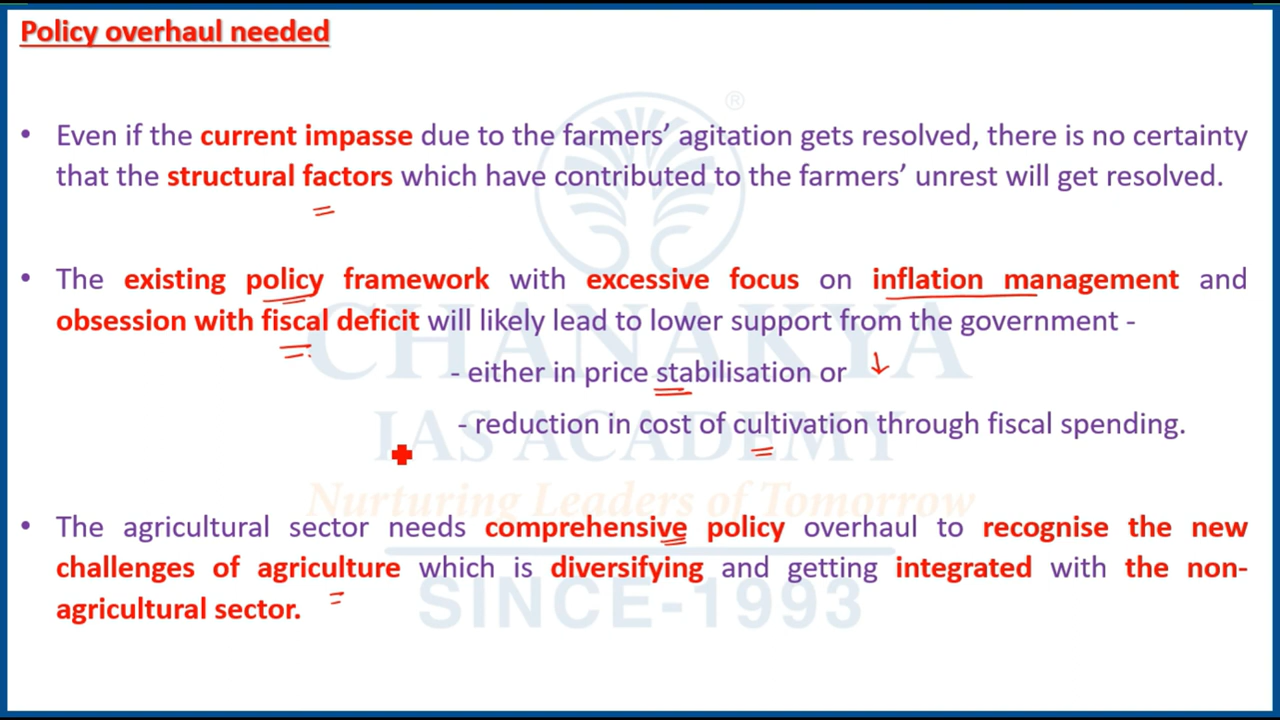 Policy overhaul needed
• Even if the current impasse due to the farmers’ agitation gets resolved, there is no certainty
that the structural factors which have contributed to the farmers’ unrest will get resolved.
• The existing policy framework with excessive focus on inflation management and
obsession with fiscal deficit will likely lead to lower support from the government -
- either in price stabilisation or
- reduction in cost of cultivation through fiscal spending.
• The agricultural sector needs comprehensive policy overhaul to recognise the new
challenges of agriculture which is diversifying and getting integrated with the non-
agricultural sector.
®
CHANAKYA
IAS ACADEMY
Nurturing Leaders of Tomorrow
SINCE-1993